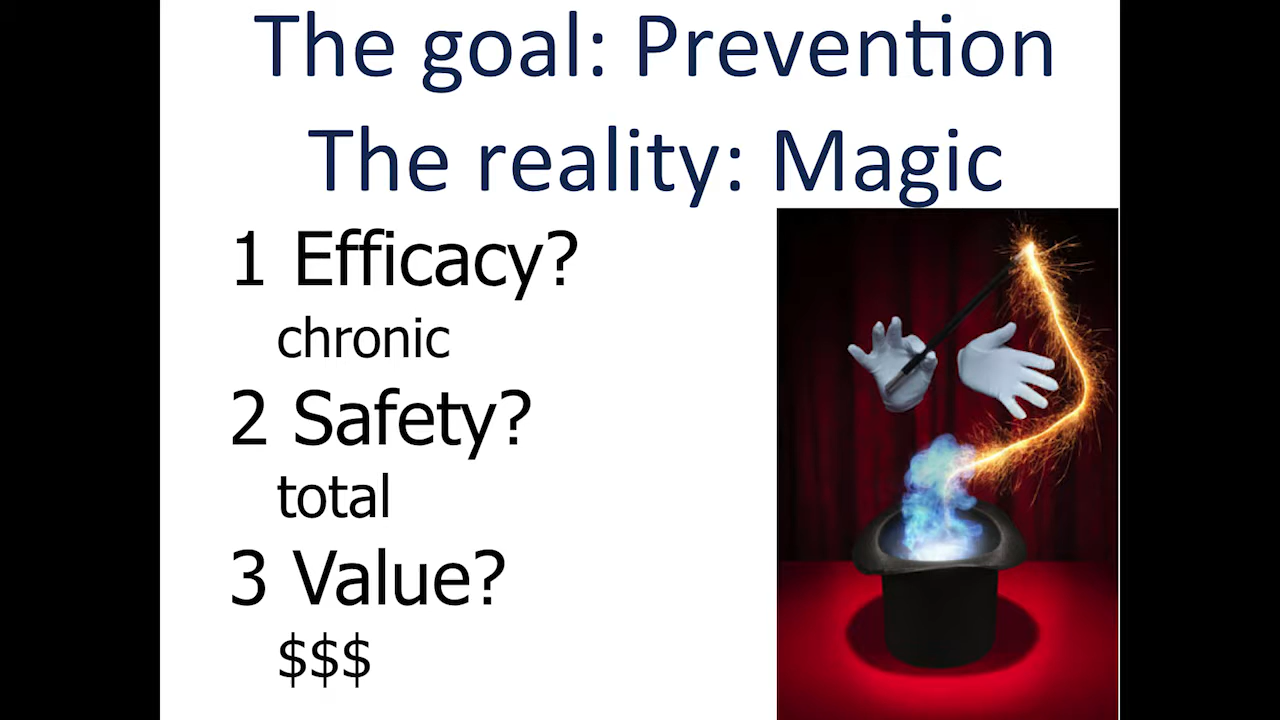 The goal: Prevention
The reality: Magic
1 Efficacy?
chronic
2 Safety?
total
3 Value?
$$$